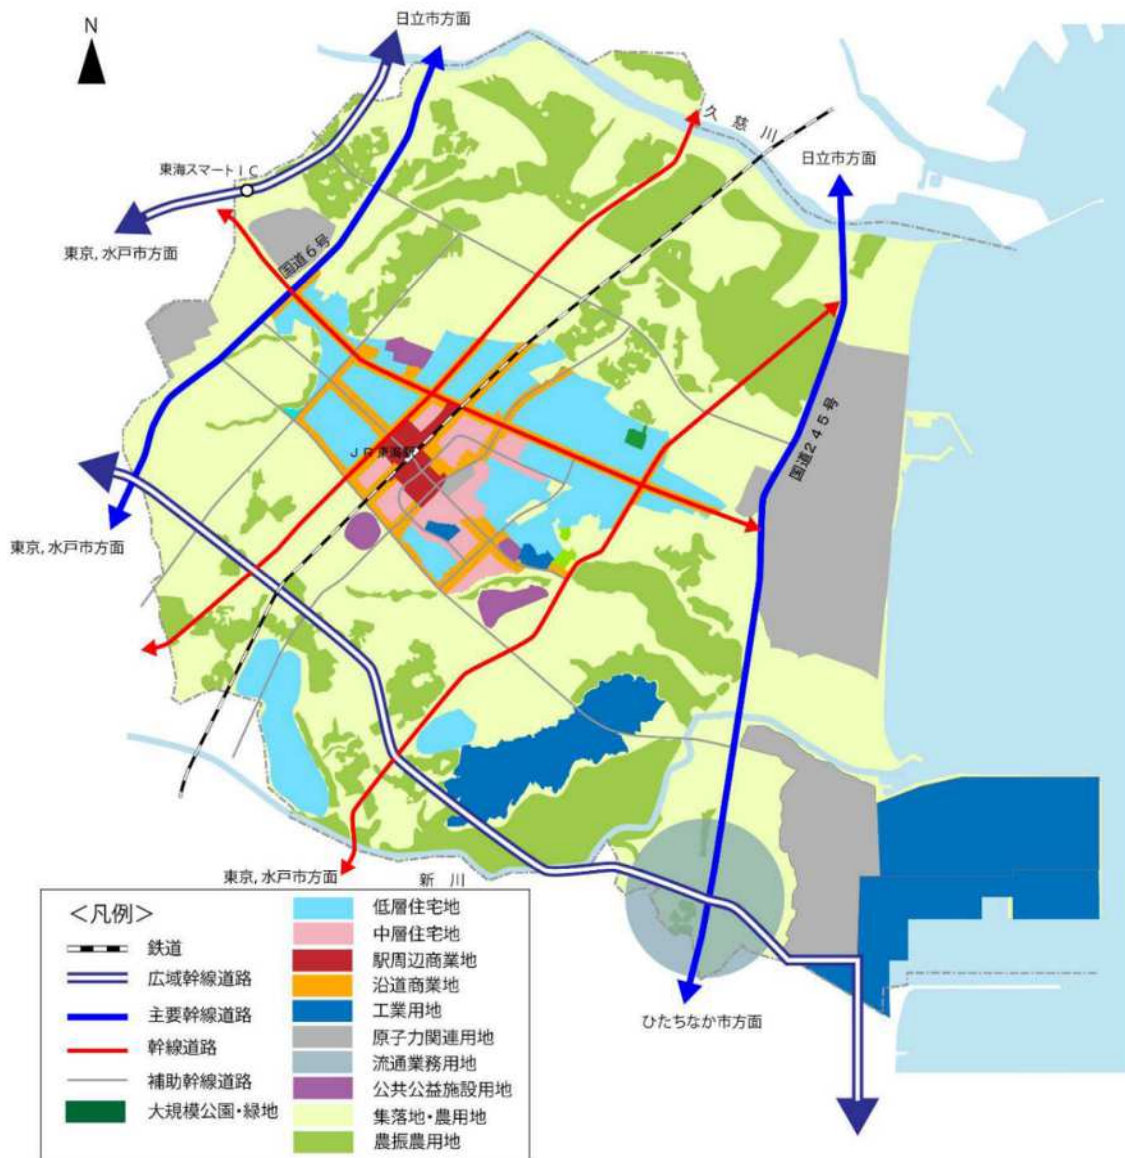 日立市方面
N
久慈川
日立市方面
東海スマートIC
東京,水戸市方面
国道6号
国道245号
JR東海駅
東京,水戸市方面
東京,水戸市方面
新川
ひたちなか市方面
<凡例>
鉄道
広域幹線道路
主要幹線道路
幹線道路
補助幹線道路
大規模公園・緑地
低層住宅地
中層住宅地
駅周辺商業地
沿道商業地
工業用地
原子力関連用地
流通業務用地
公共公益施設用地
集落地・農用地
農振農用地